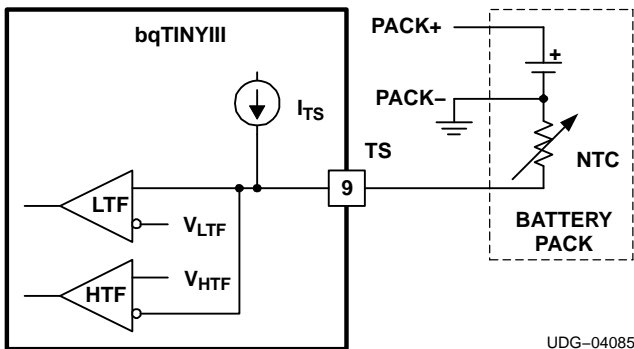 bqTINYIII
PACK+
+
PACK−
I_TS
TS
NTC
9
LTF
V_LTF
BATTERY
PACK
V_HTF
HTF
UDG−04085